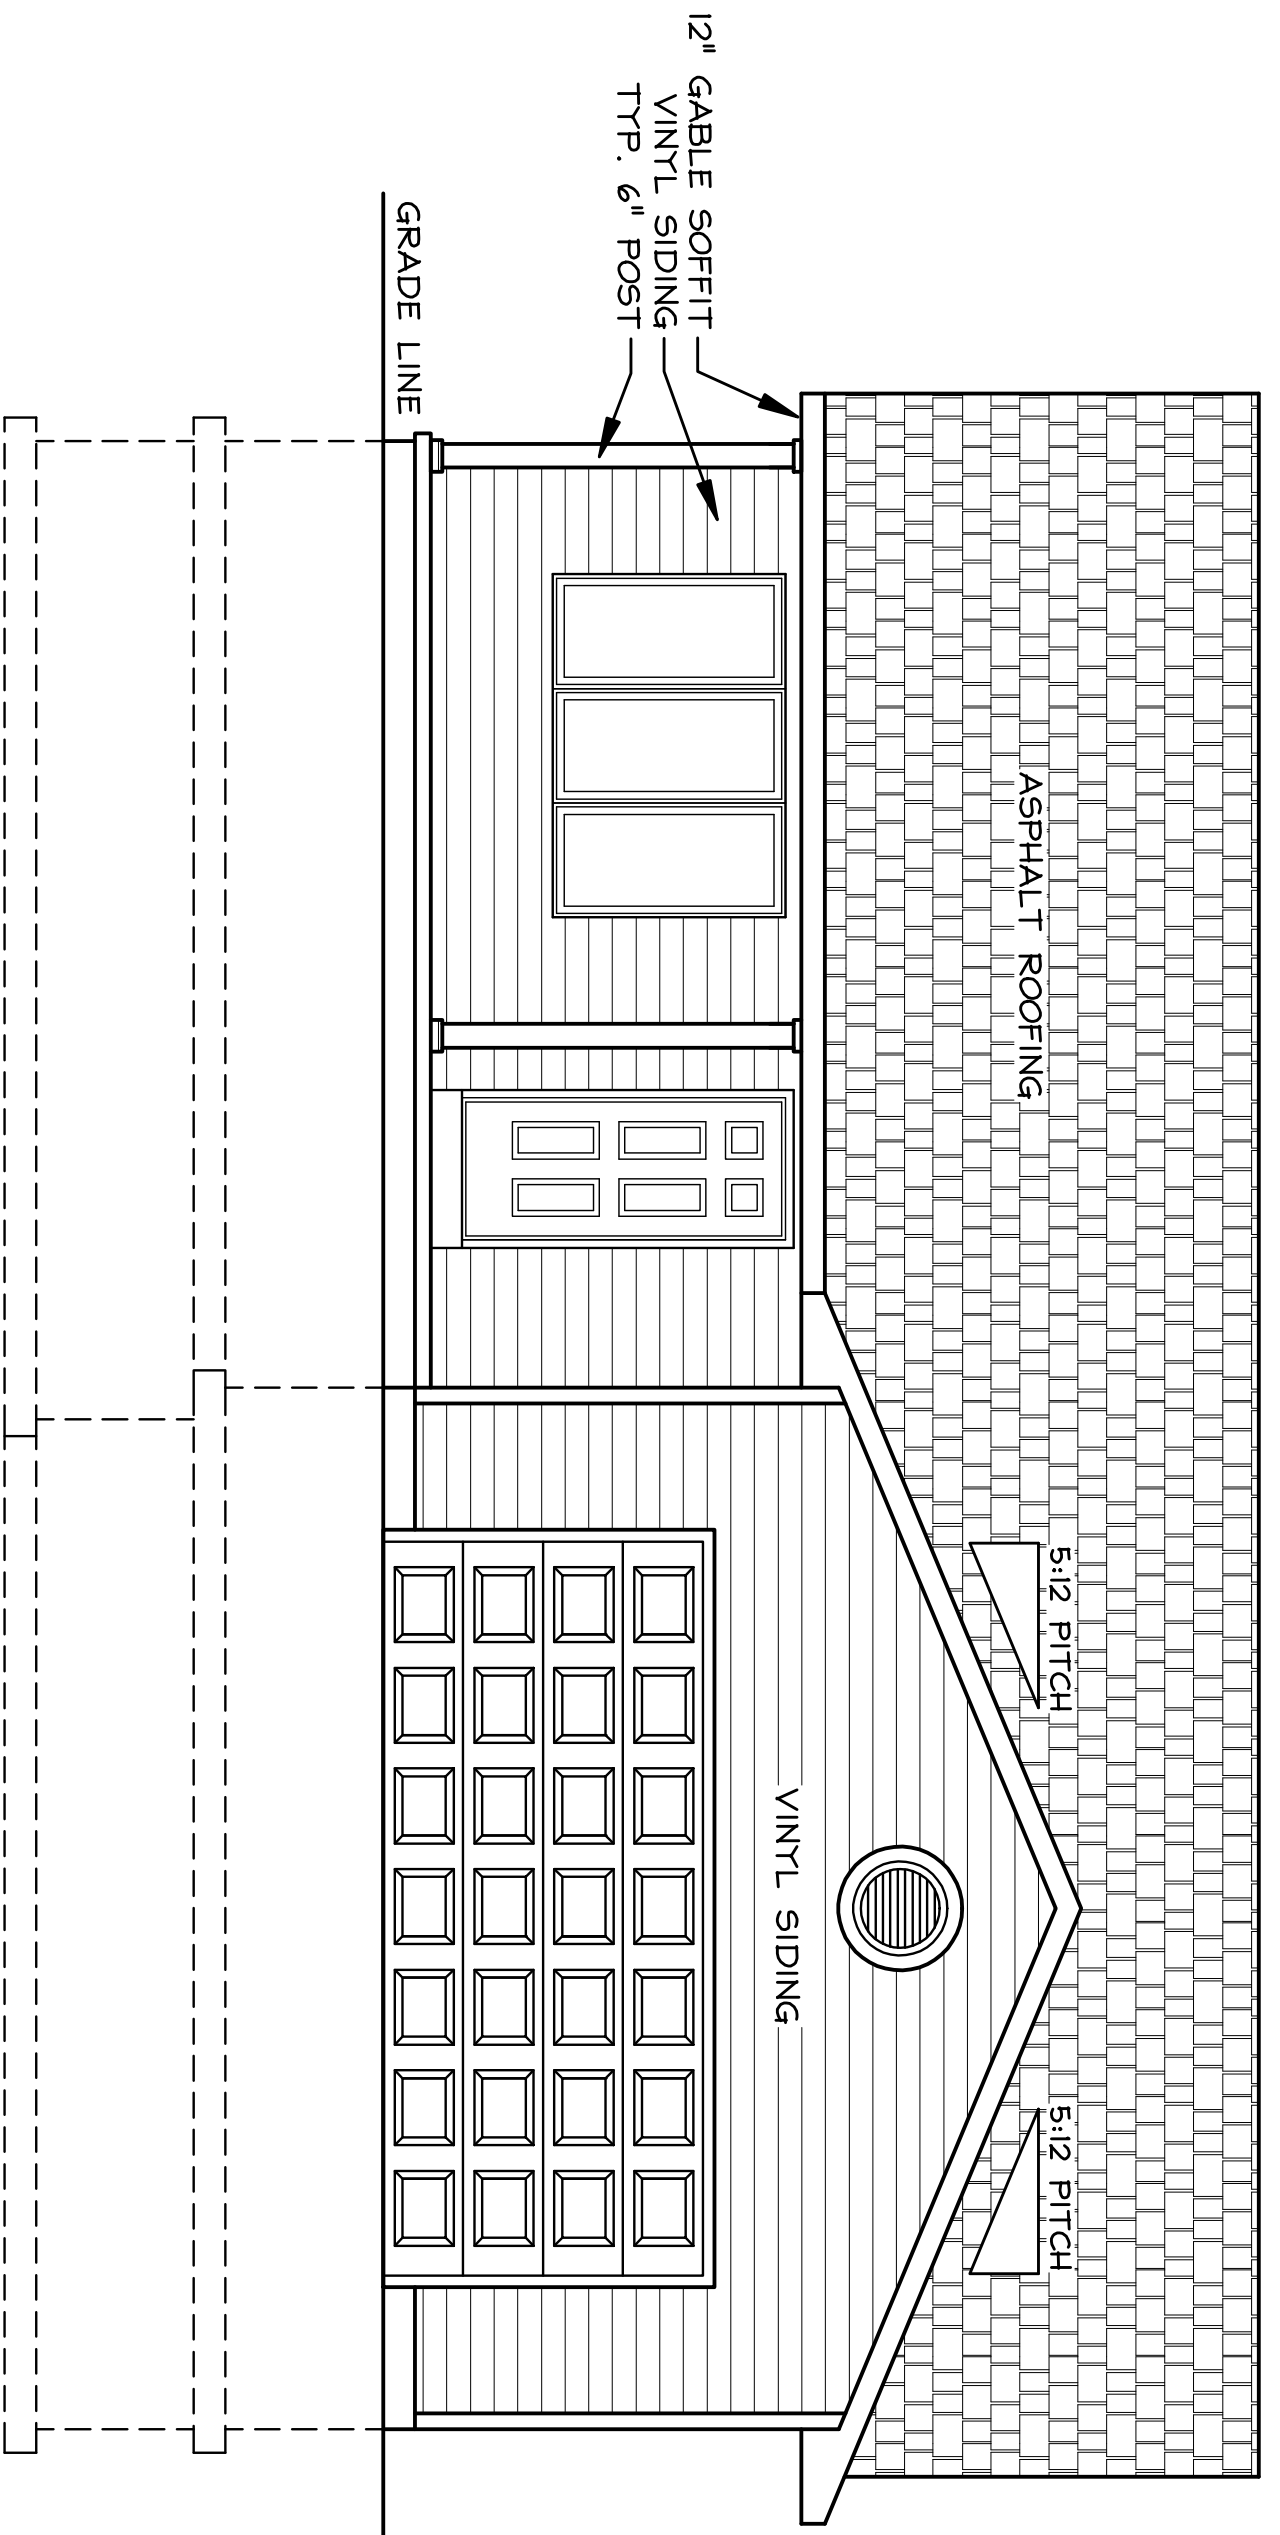 ASPHALT ROOFING
5:12 PITCH
5:12 PITCH
12" GABLE SOFFIT
VINYL SIDING
TYP. 6" POST
VINYL SIDING
GRADE LINE